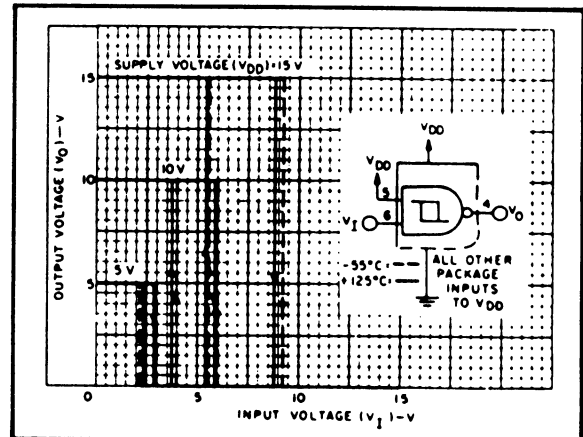 SUPPLY VOLTAGE (VDD)=15 V
15
10 V
10
5 V
5
0
5
10
15
OUTPUT VOLTAGE (VO)–V
INPUT VOLTAGE (VI)–V
VDD
VDD
5
6
4
VI
VO
-55°C:
+125°C:
ALL OTHER
PACKAGE
INPUTS
TO VDD